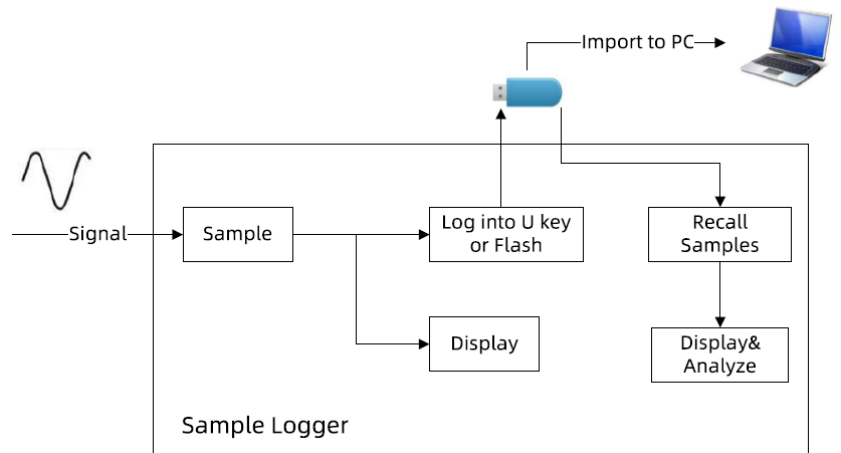 Import to PC
Signal
Sample
Log into U key
or Flash
Recall
Samples
Display
Display&
Analyze
Sample Logger